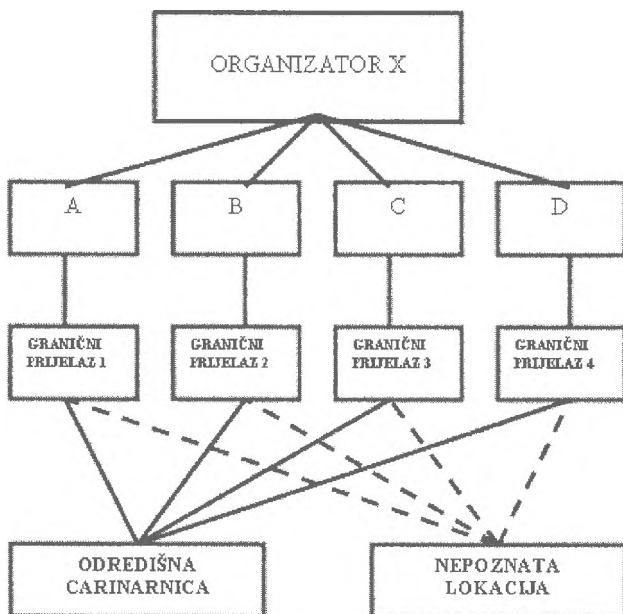 ORGANIZATOR X
A
B
C
D
GRANIČNI
PRIJELAZ 1
GRANIČNI
PRIJELAZ 2
GRANIČNI
PRIJELAZ 3
GRANIČNI
PRIJELAZ 4
ODREDIŠNA
CARINARNICA
NEPOZNATA
LOKACIJA